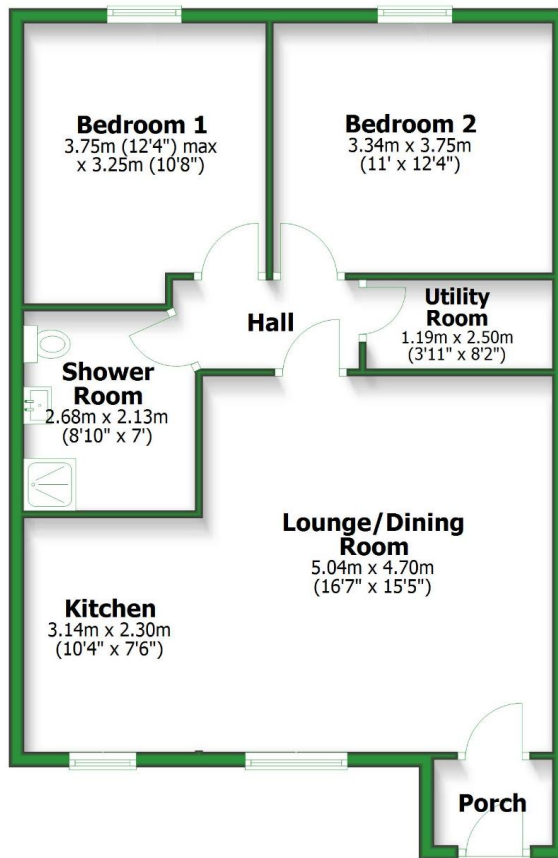 Bedroom 1
3.75m (12'4") max
x 3.25m (10'8")
Bedroom 2
3.34m x 3.75m
(11' x 12'4")
Hall
Utility
Room
1.19m x 2.50m
(3'11" x 8'2")
Shower
Room
2.68m x 2.13m
(8'10" x 7')
Lounge/Dining
Room
5.04m x 4.70m
(16'7" x 15'5")
Kitchen
3.14m x 2.30m
(10'4" x 7'6")
Porch